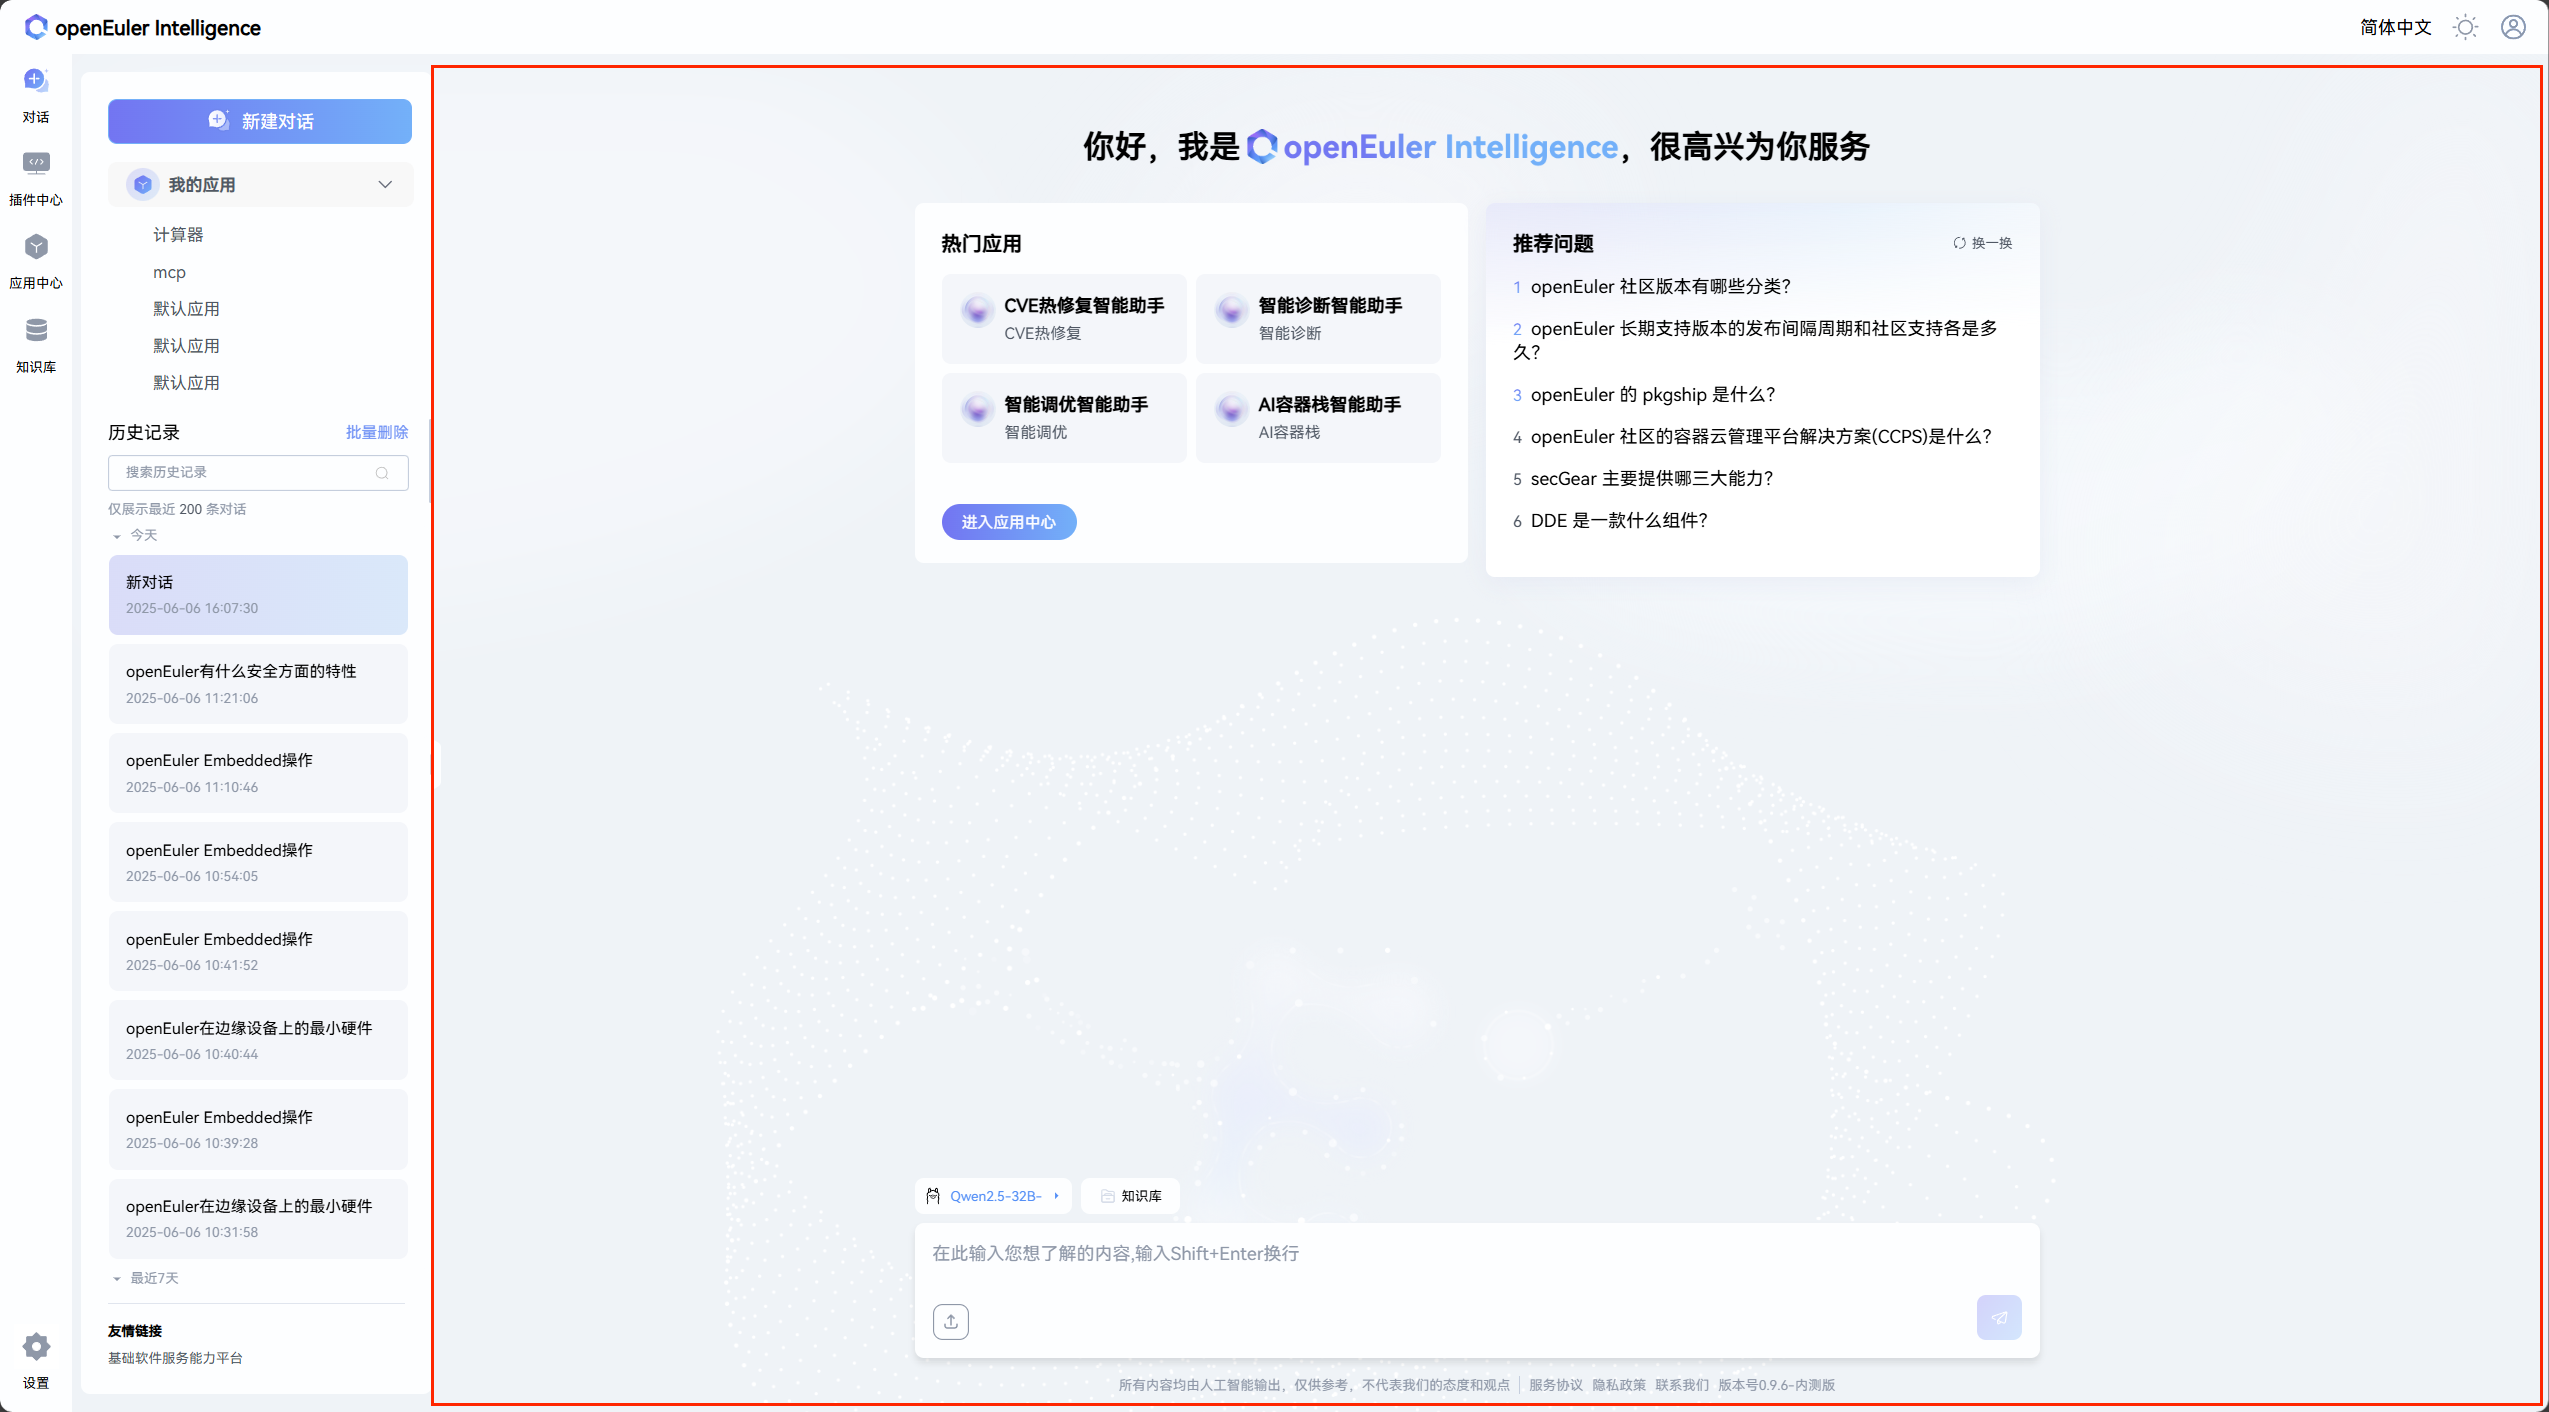 openEuler Intelligence
简体中文
对话
插件中心
应用中心
知识库
设置
新建对话
我的应用
计算器
mcp
默认应用
默认应用
默认应用
历史记录
批量删除
搜索历史记录
仅展示最近 200 条对话
今天
新对话
2025-06-06 16:07:30
openEuler有什么安全方面的特性
2025-06-06 11:21:06
openEuler Embedded操作
2025-06-06 11:10:46
openEuler Embedded操作
2025-06-06 10:54:05
openEuler Embedded操作
2025-06-06 10:41:52
openEuler在边缘设备上的最小硬件
2025-06-06 10:40:44
openEuler Embedded操作
2025-06-06 10:39:28
openEuler在边缘设备上的最小硬件
2025-06-06 10:31:58
最近7天
友情链接
基础软件服务能力平台
你好，我是 openEuler Intelligence，很高兴为你服务
热门应用
CVE热修复智能助手
CVE热修复
智能诊断智能助手
智能诊断
智能调优智能助手
智能调优
AI容器栈智能助手
AI容器栈
进入应用中心
推荐问题
换一换
1 openEuler 社区版本有哪些分类？
2 openEuler 长期支持版本的发布间隔周期和社区支持各是多
久？
3 openEuler 的 pkgship 是什么？
4 openEuler 社区的容器云管理平台解决方案(CCPS)是什么？
5 secGear 主要提供哪三大能力？
6 DDE 是一款什么组件？
Qwen2.5-32B-
知识库
在此输入您想了解的内容,输入Shift+Enter换行
所有内容均由人工智能输出，仅供参考，不代表我们的态度和观点 服务协议 隐私政策 联系我们 版本号0.9.6-内测版